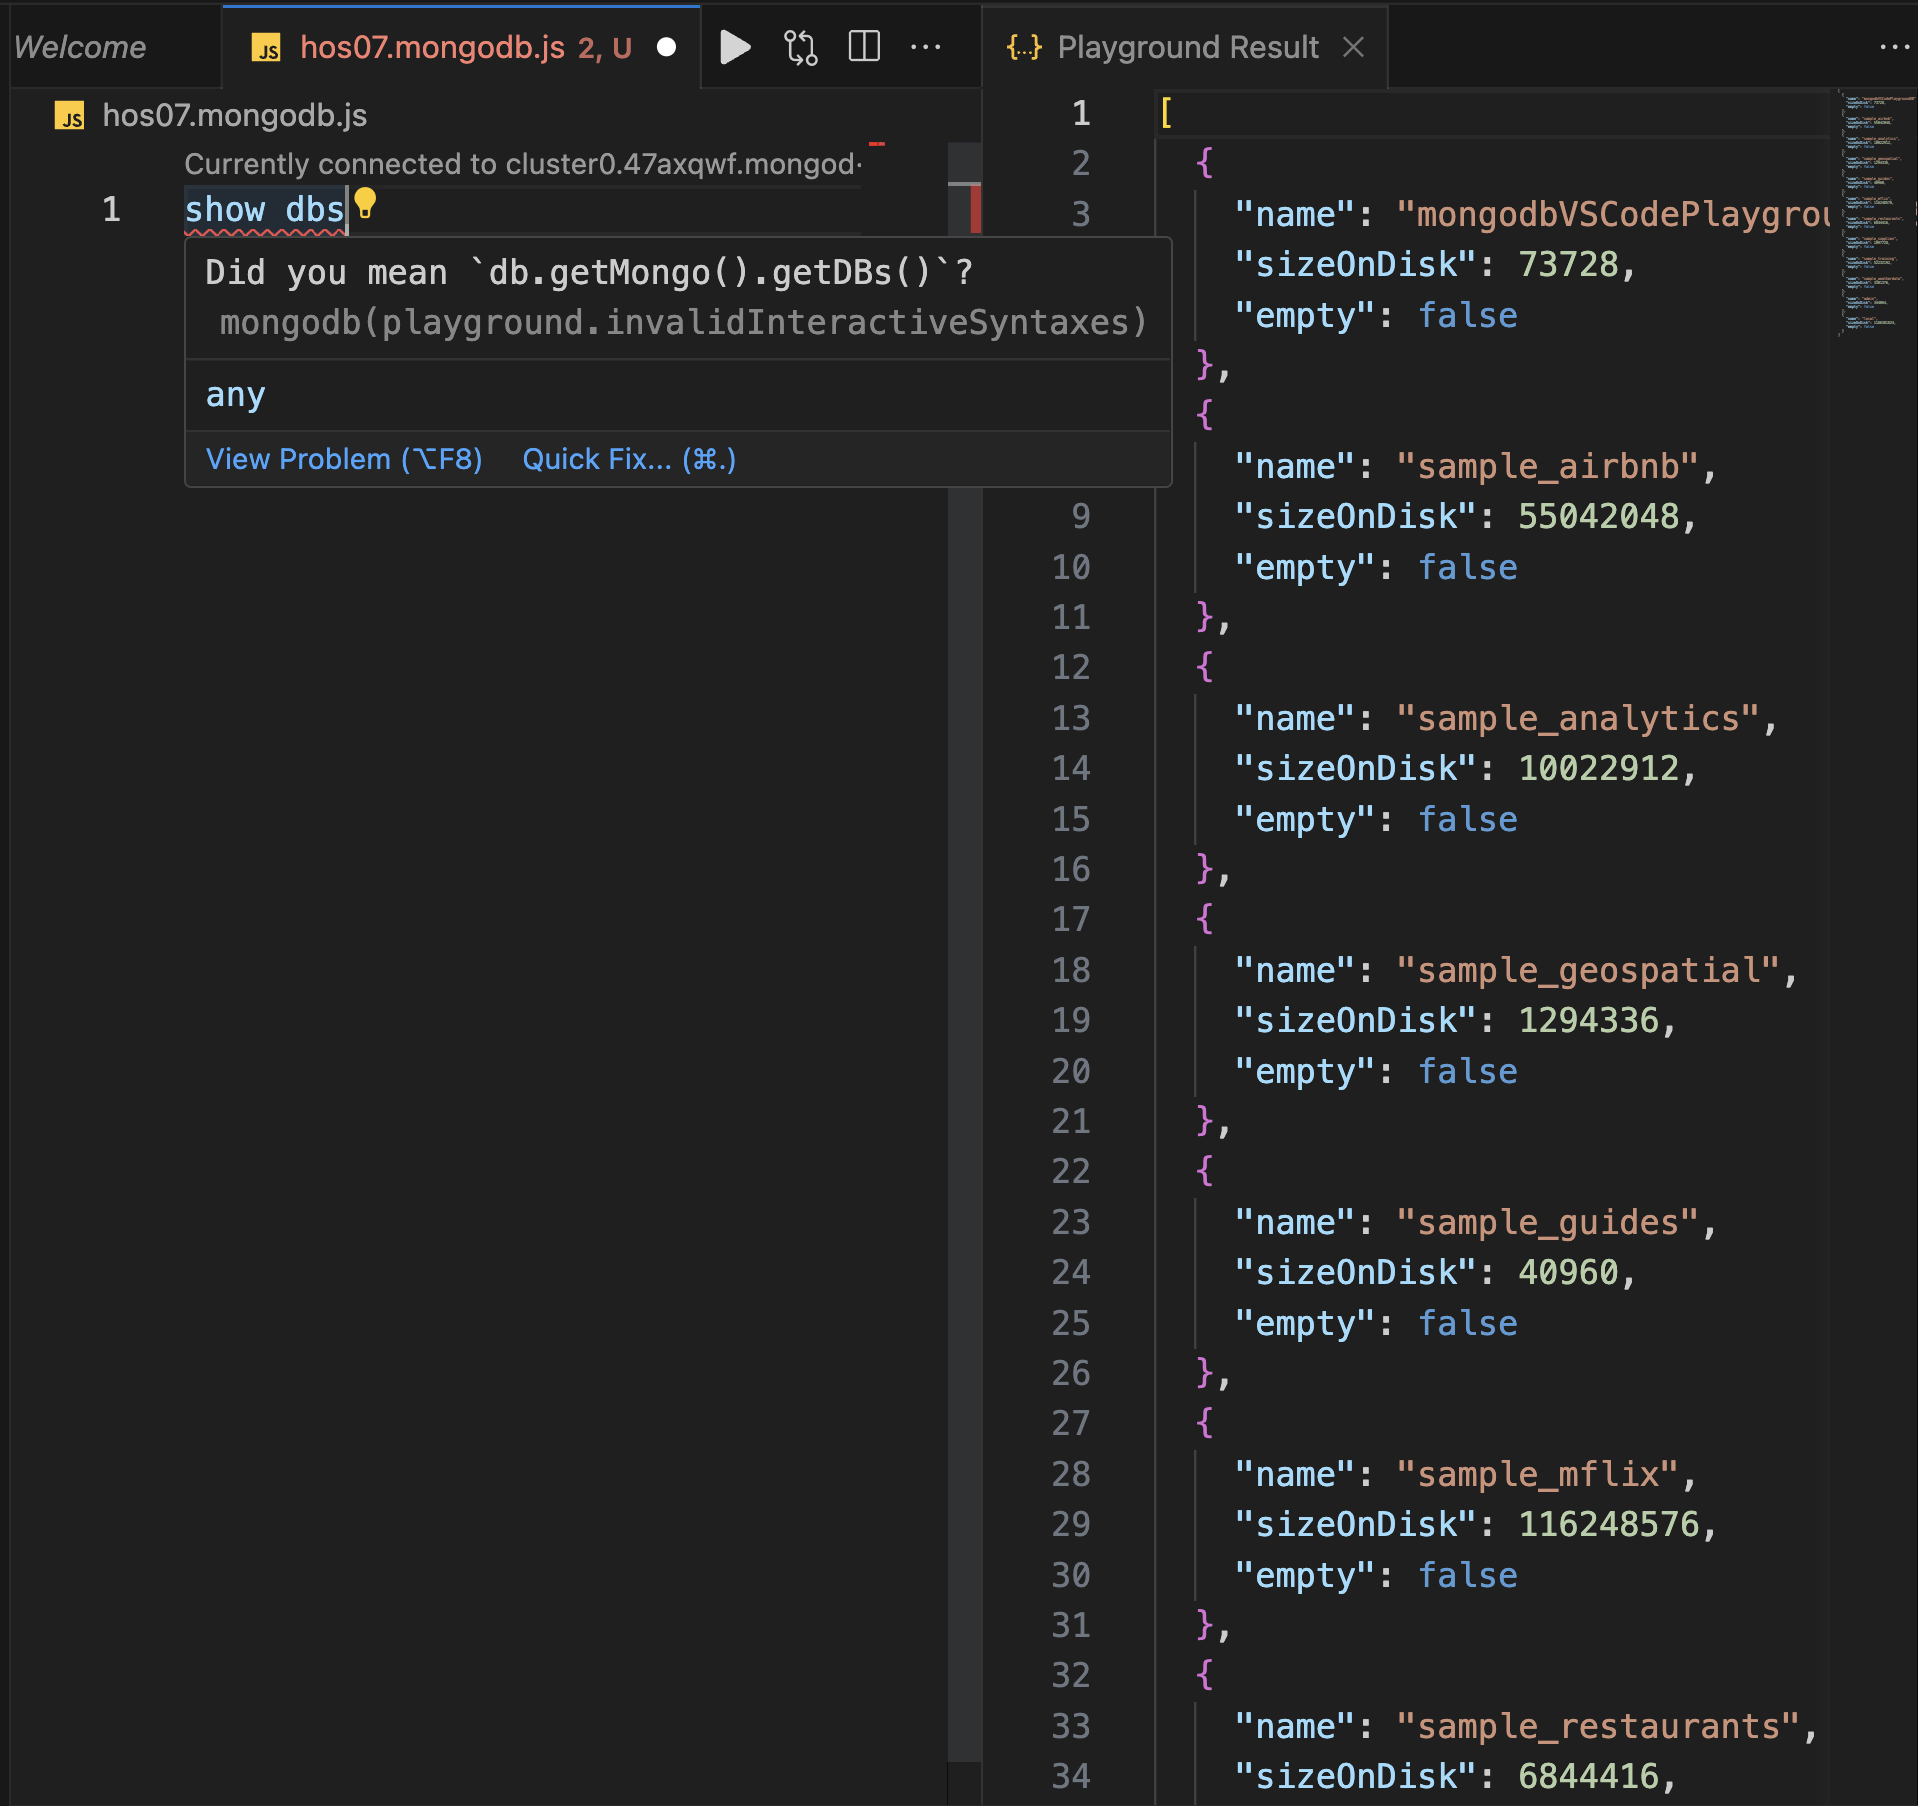 Welcome
hos07.mongodb.js 2, U
Playground Result
hos07.mongodb.js
Currently connected to cluster0.47axqwf.mongod
1 show dbs
Did you mean `db.getMongo().getDBs()`?
mongodb(playground.invalidInteractiveSyntaxes)
any
View Problem (⌥F8) Quick Fix... (⌘.)
1 [
2 {
3 "name": "mongodbVSCodePlaygrou
"sizeOnDisk": 73728,
"empty": false
},
{
"name": "sample_airbnb",
9 "sizeOnDisk": 55042048,
10 "empty": false
11 },
12 {
13 "name": "sample_analytics",
14 "sizeOnDisk": 10022912,
15 "empty": false
16 },
17 {
18 "name": "sample_geospatial",
19 "sizeOnDisk": 1294336,
20 "empty": false
21 },
22 {
23 "name": "sample_guides",
24 "sizeOnDisk": 40960,
25 "empty": false
26 },
27 {
28 "name": "sample_mflix",
29 "sizeOnDisk": 116248576,
30 "empty": false
31 },
32 {
33 "name": "sample_restaurants",
34 "sizeOnDisk": 6844416,